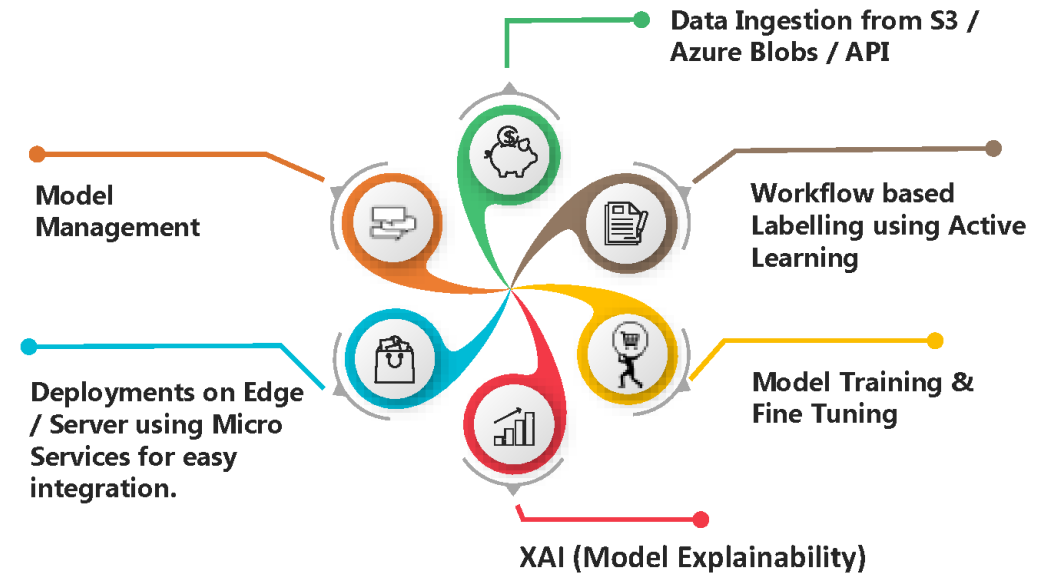 Data Ingestion from S3 /
Azure Blobs / API
Model
Management
Workflow based
Labelling using Active
Learning
Deployments on Edge
/ Server using Micro
Services for easy
integration.
Model Training &
Fine Tuning
XAI (Model Explainability)